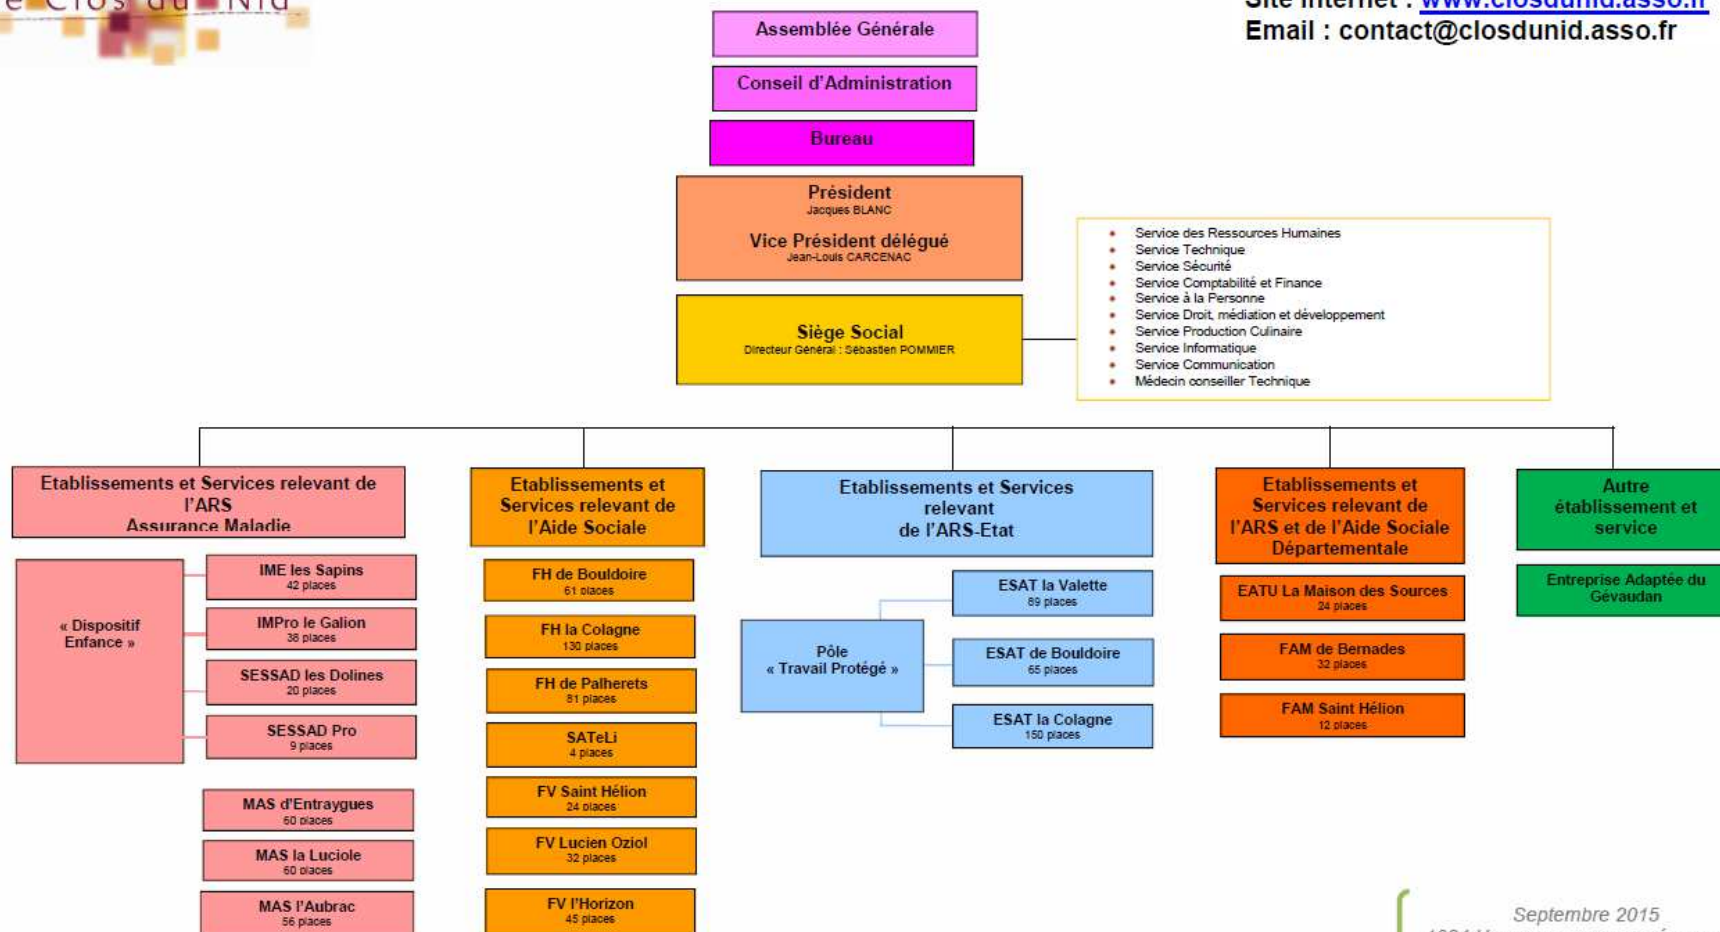 Clos du Nid
Site Internet : www.closdunid.asso.fr
Email : contact@closdunid.asso.fr
Assemblée Générale
Conseil d'Administration
Bureau
Président
Jacques BLANC
Vice Président délégué
Jean-Louis CARCENAC
Siège Social
Directeur Général : Sébastien POMMIER
Service des Ressources Humaines
Service Technique
Service Sécurité
Service Comptabilité et Finance
Service à la Personne
Service Droit, médiation et développement
Service Production Culinaire
Service Informatique
Service Communication
Médecin conseiller Technique
Etablissements et Services relevant de
l'ARS
Assurance Maladie
« Dispositif
Enfance »
IME les Sapins
42 places
IMPro le Galion
38 places
SESSAD les Dolines
20 places
SESSAD Pro
9 places
MAS d'Entraygues
60 places
MAS la Luciole
60 places
MAS l'Aubrac
56 places
Etablissements et
Services relevant de
l'Aide Sociale
FH de Bouldoire
61 places
FH la Colagne
130 places
FH de Palherets
81 places
SATeLi
4 places
FV Saint Hélion
24 places
FV Lucien Oziol
32 places
FV l'Horizon
45 places
Etablissements et Services
relevant
de l'ARS-Etat
Pôle
« Travail Protégé »
ESAT la Valette
89 places
ESAT de Bouldoire
65 places
ESAT la Colagne
150 places
Etablissements et
Services relevant de
l'ARS et de l'Aide Sociale
Départementale
EATU La Maison des Sources
24 places
FAM de Bernades
32 places
FAM Saint Hélion
12 places
Autre
établissement et
service
Entreprise Adaptée du
Gévaudan
Septembre 2015